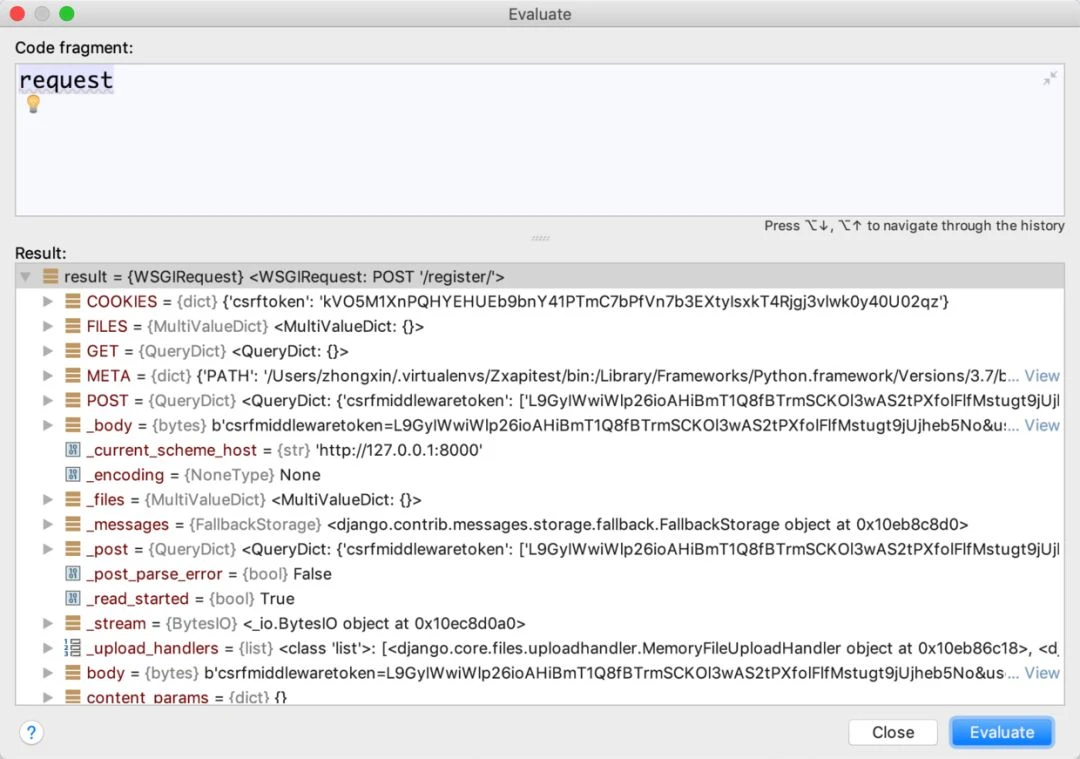 Evaluate
Code fragment:
request
Press ⌥↓, ⌥↑ to navigate through the history
Result:
result = {WSGIRequest} <WSGIRequest: POST '/register/'>
COOKIES = {dict} {'csrftoken': 'kVO5M1XnPQHYEHUEb9bnY41PTmC7bPfVn7b3EXtylsxkT4Rjgj3vlwk0y40U02qz'}
FILES = {MultiValueDict} <MultiValueDict: {}>
GET = {QueryDict} <QueryDict: {}>
META = {dict} {'PATH': '/Users/zhongxin/.virtualenvs/Zxapitest/bin:/Library/Frameworks/Python.framework/Versions/3.7/b... View
POST = {QueryDict} <QueryDict: {'csrfmiddlewaretoken': ['L9GylWwiWlp26ioAHiBmT1Q8fBTrmSCKOl3wAS2tPXfolFlfMstugt9jUjl
_body = {bytes} b'csrfmiddlewaretoken=L9GylWwiWlp26ioAHiBmT1Q8fBTrmSCKOl3wAS2tPXfolFlfMstugt9jUjheb5No&us... View
_current_scheme_host = {str} 'http://127.0.0.1:8000'
_encoding = {NoneType} None
_files = {MultiValueDict} <MultiValueDict: {}>
_messages = {FallbackStorage} <django.contrib.messages.storage.fallback.FallbackStorage object at 0x10eb8c8d0>
_post = {QueryDict} <QueryDict: {'csrfmiddlewaretoken': ['L9GylWwiWlp26ioAHiBmT1Q8fBTrmSCKOl3wAS2tPXfolFlfMstugt9jUjl
_post_parse_error = {bool} False
_read_started = {bool} True
_stream = {BytesIO} <_io.BytesIO object at 0x10ec8d0a0>
_upload_handlers = {list} <class 'list'>: [<django.core.files.uploadhandler.MemoryFileUploadHandler object at 0x10eb86c18>, <d
body = {bytes} b'csrfmiddlewaretoken=L9GylWwiWlp26ioAHiBmT1Q8fBTrmSCKOl3wAS2tPXfolFlfMstugt9jUjheb5No&us... View
content_params = {dict} {}
? Close Evaluate